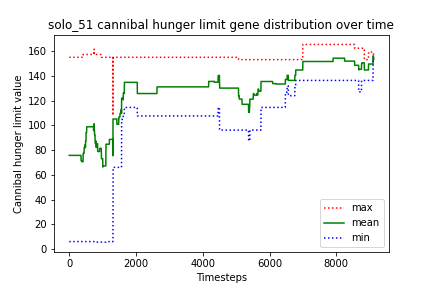 solo_51 cannibal hunger limit gene distribution over time
Cannibal hunger limit value
160
140
120
100
80
60
40
20
0
0 2000 4000 6000 8000
Timesteps
max
mean
min